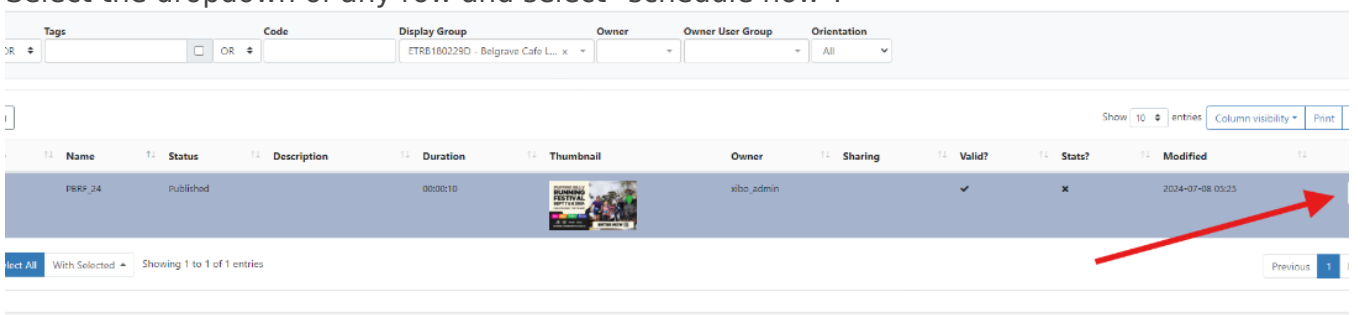 Select the dropdown of any row and select "schedule now".
Tags Code Display Group Owner Owner User Group Orientation
OR OR ETRB180229D - Belgrave Cafe L... x All
Show 10 entries Column visibility Print
Name Status Description Duration Thumbnail Owner Sharing Valid? Stats? Modified
PBRF_24 Published 00:00:10 xibo_admin 2024-07-08 05:25
RUNNING
FESTIVAL
ENTER NOW
Select All With Selected Showing 1 to 1 of 1 entries Previous 1